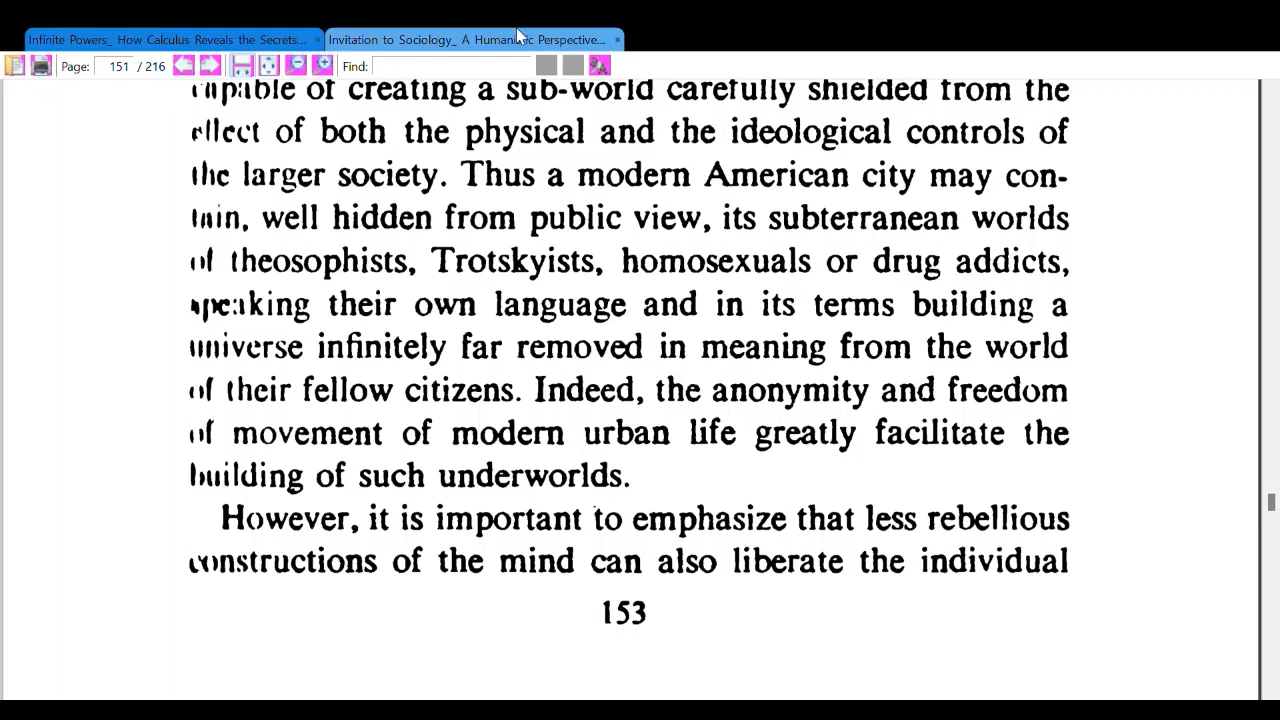 Infinite Powers_ How Calculus Reveals the Secrets... ×
Invitation to Sociology_ A Humanistic Perspective... ×
Page: 151 / 216
Find:
capable of creating a sub-world carefully shielded from the
effect of both the physical and the ideological controls of
the larger society. Thus a modern American city may con-
tain, well hidden from public view, its subterranean worlds
of theosophists, Trotskyists, homosexuals or drug addicts,
speaking their own language and in its terms building a
universe infinitely far removed in meaning from the world
of their fellow citizens. Indeed, the anonymity and freedom
of movement of modern urban life greatly facilitate the
building of such underworlds.
However, it is important to emphasize that less rebellious
constructions of the mind can also liberate the individual
153